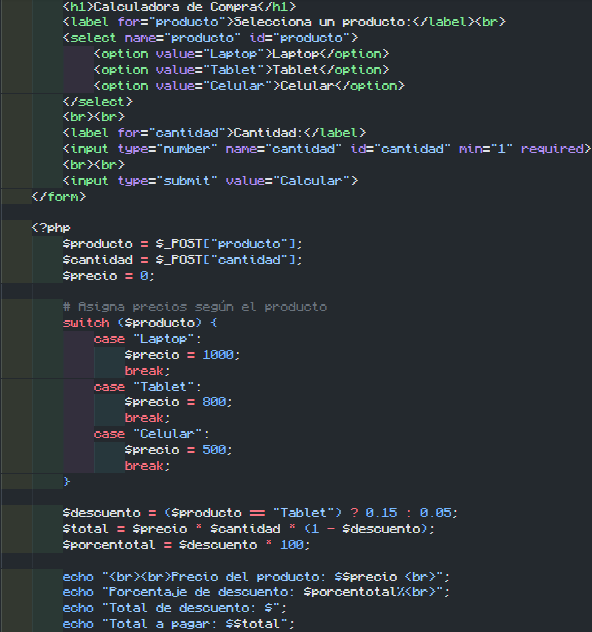 <h1>Calculadora de Compra</h1>
<label for="producto">Selecciona un producto:</label><br>
<select name="producto" id="producto">
<option value="Laptop">Laptop</option>
<option value="Tablet">Tablet</option>
<option value="Celular">Celular</option>
</select>
<br><br>
<label for="cantidad">Cantidad:</label>
<input type="number" name="cantidad" id="cantidad" min="1" required>
<br><br>
<input type="submit" value="Calcular">
</form>
<?php
$producto = $_POST["producto"];
$cantidad = $_POST["cantidad"];
$precio = 0;
# Asigna precios según el producto
switch ($producto) {
case "Laptop":
$precio = 1000;
break;
case "Tablet":
$precio = 800;
break;
case "Celular":
$precio = 500;
break;
}
$descuento = ($producto == "Tablet") ? 0.15 : 0.05;
$total = $precio * $cantidad * (1 - $descuento);
$porcentotal = $descuento * 100;
echo "<br><br>Precio del producto: $$precio <br>";
echo "Porcentaje de descuento: $porcentotal%<br>";
echo "Total de descuento: $";
echo "Total a pagar: $$total";